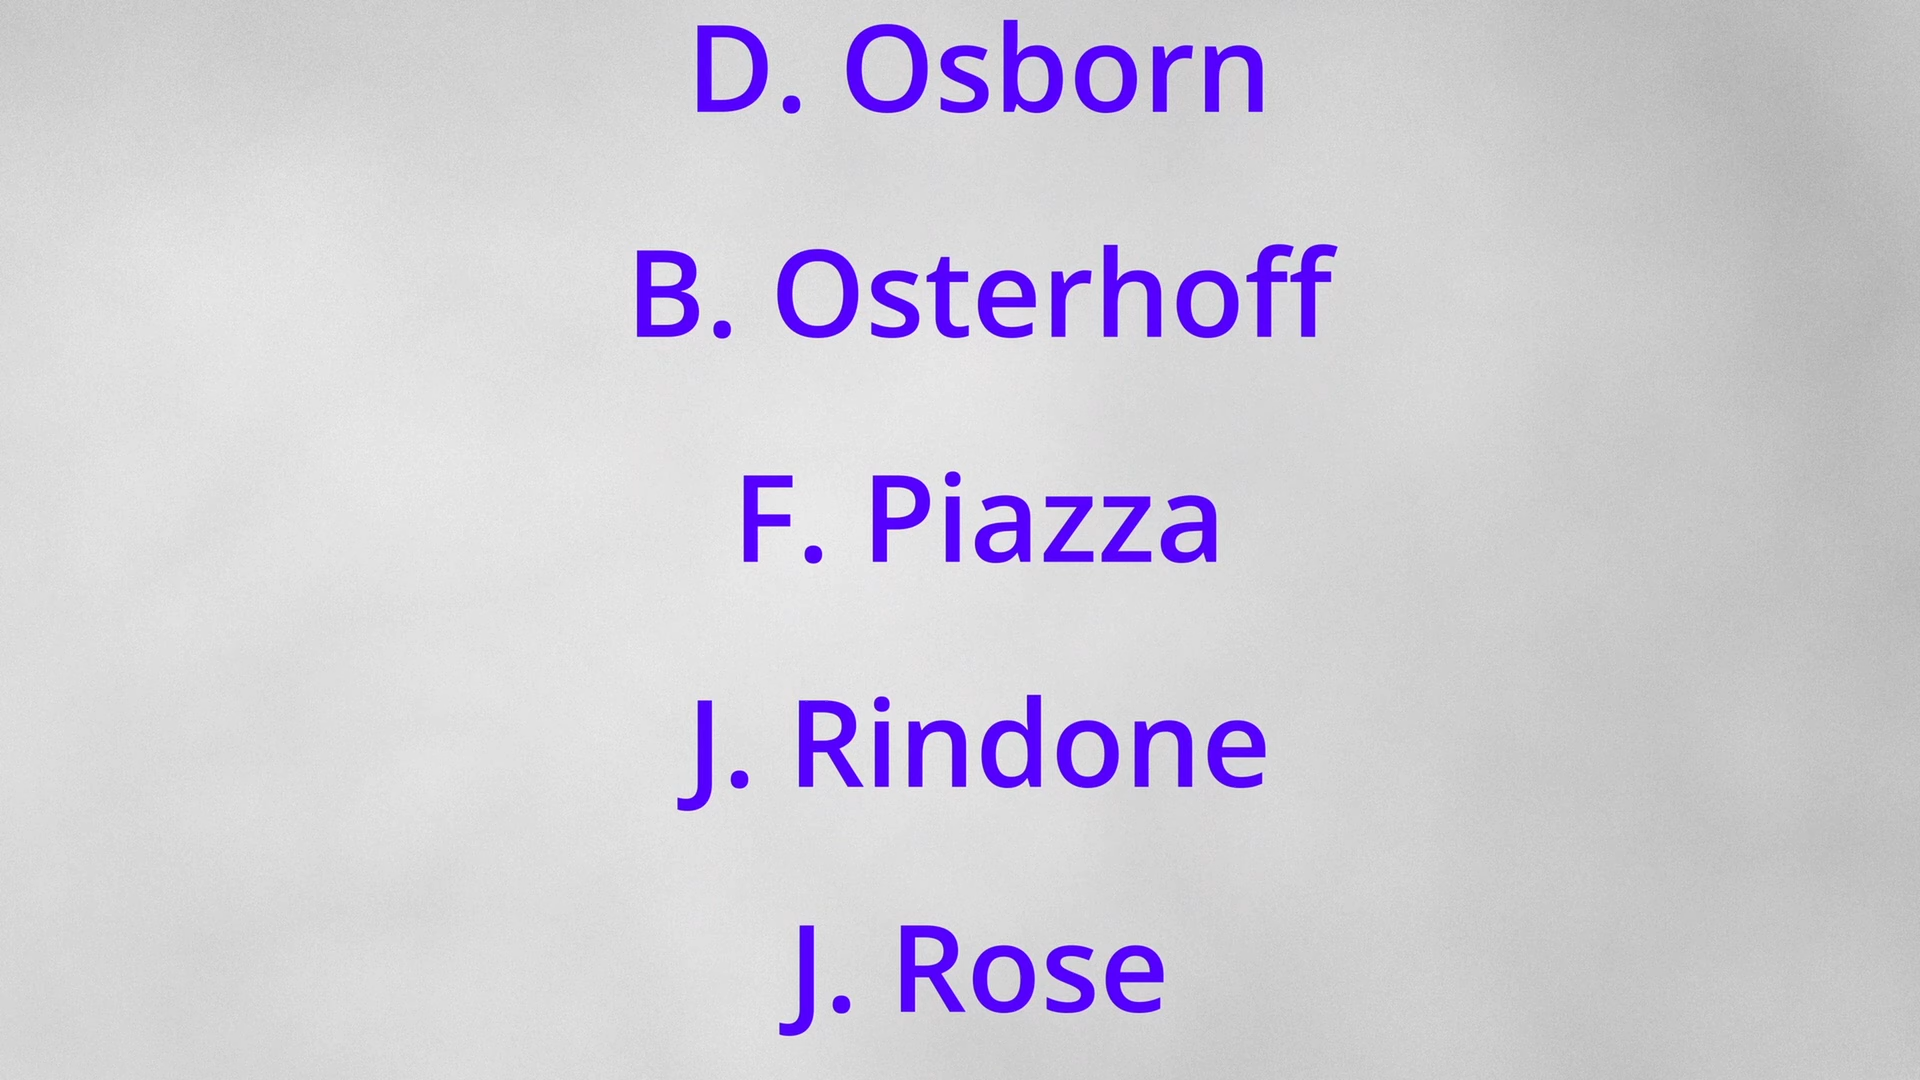 D. Osborn
B. Osterhoff
F. Piazza
J. Rindone
J. Rose